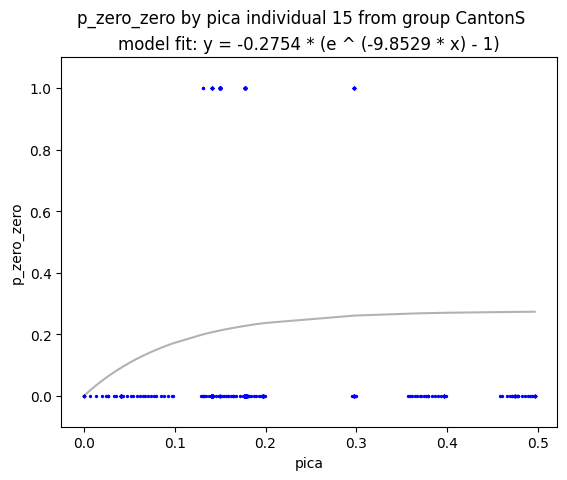 p_zero_zero by pica individual 15 from group CantonS
model fit: y = -0.2754 * (e ^ (-9.8529 * x) - 1)
1.0
0.8
0.6
0.4
0.2
0.0
p_zero_zero
0.0 0.1 0.2 0.3 0.4 0.5
pica